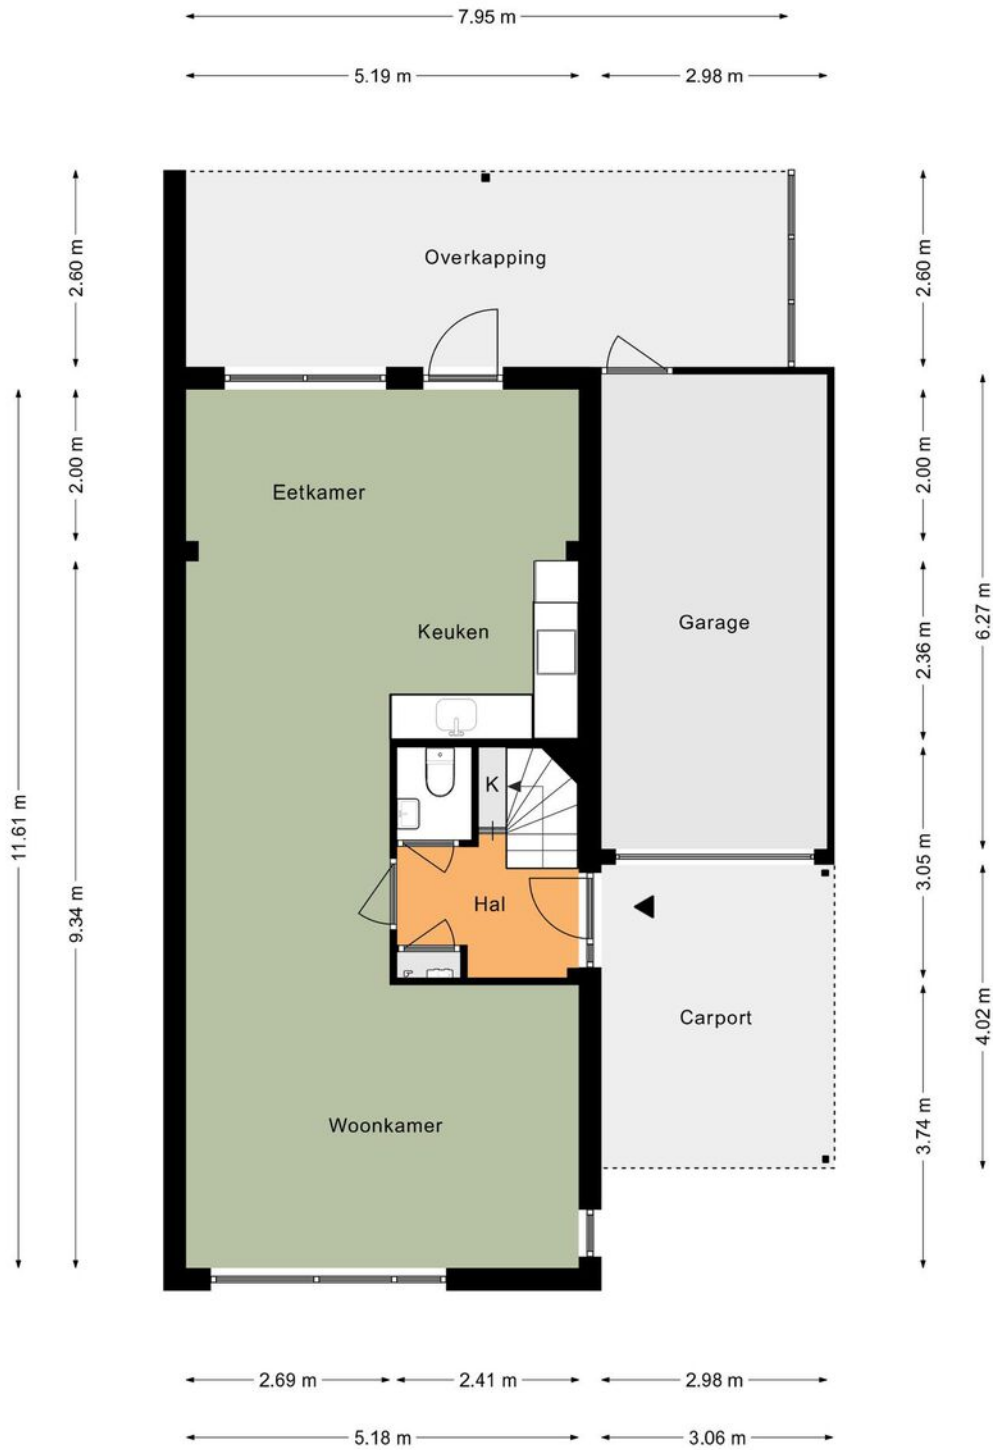 7.95 m
5.19 m
2.98 m
2.60 m
2.60 m
Overkapping
2.00 m
2.00 m
Eetkamer
Keuken
Garage
6.27 m
2.36 m
K
11.61 m
3.05 m
9.34 m
Hal
Carport
4.02 m
Woonkamer
3.74 m
2.69 m
2.41 m
2.98 m
5.18 m
3.06 m